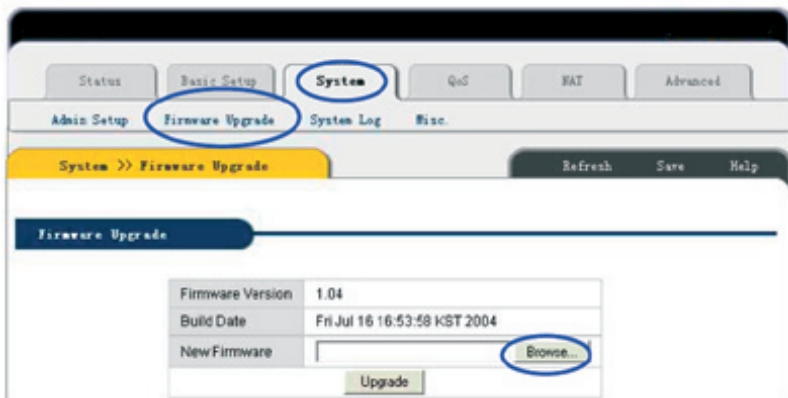 Status Basic Setup System QoS NAT Advanced
Admin Setup Firmware Upgrade System Log Misc.
System >> Firmware Upgrade Refresh Save Help
Firmware Upgrade
Firmware Version 1.04
Build Date Fri Jul 16 16:53:58 KST 2004
New Firmware Browse...
Upgrade